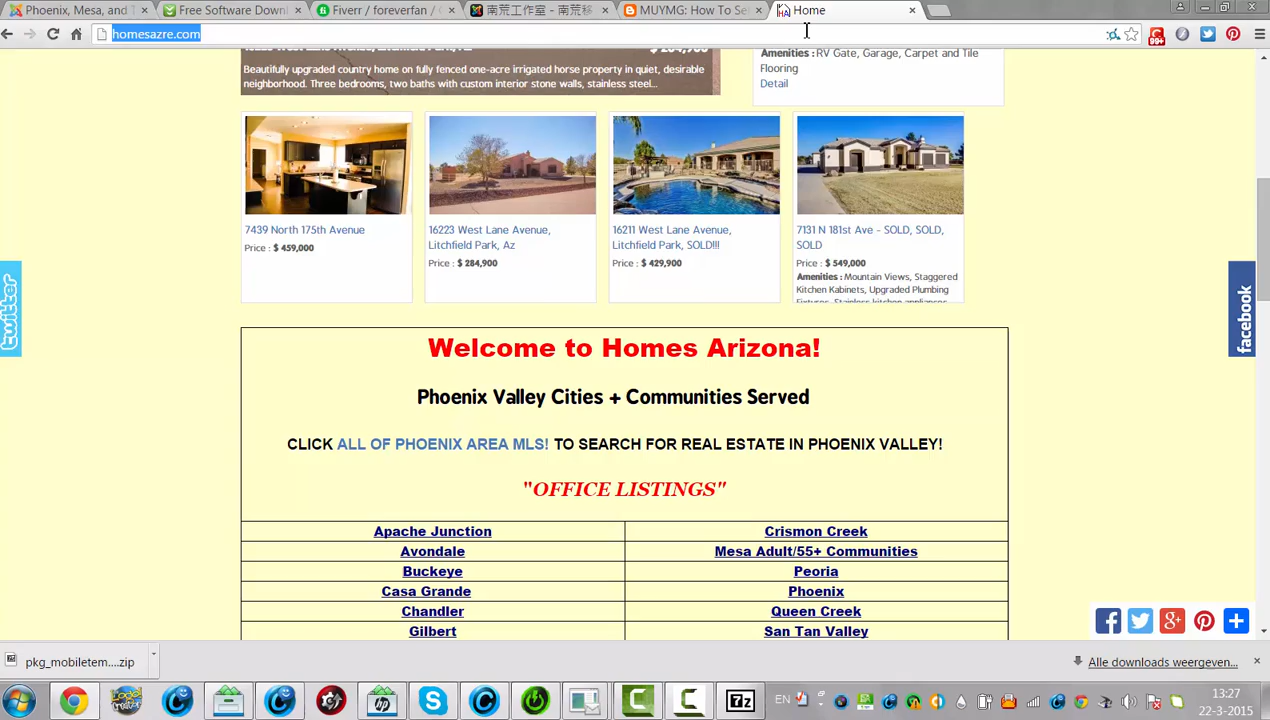 Phoenix, Mesa, and T
Free Software Downl
Fiverr / foreverfan / C
南荒工作室 - 南荒移
MUYMG: How To Sel
Home
homesazre.com
99+
$ 284,900
Beautifully upgraded country home on fully fenced one-acre irrigated horse property in quiet, desirable
neighborhood. Three bedrooms, two baths with custom interior stone walls, stainless steel...
Amenities : RV Gate, Garage, Carpet and Tile
Flooring
Detail
7439 North 175th Avenue
Price : $ 459,000
16223 West Lane Avenue,
Litchfield Park, Az
Price : $ 284,900
16211 West Lane Avenue,
Litchfield Park, SOLD!!!
Price : $ 429,900
7131 N 181st Ave - SOLD, SOLD,
SOLD
Price : $ 549,000
Amenities : Mountain Views, Staggered
Kitchen Kabinets, Upgraded Plumbing
Fixtures, Stainless kitchen appliances,
twitter
facebook
Welcome to Homes Arizona!
Phoenix Valley Cities + Communities Served
CLICK ALL OF PHOENIX AREA MLS! TO SEARCH FOR REAL ESTATE IN PHOENIX VALLEY!
"OFFICE LISTINGS"
Apache Junction
Crismon Creek
Avondale
Mesa Adult/55+ Communities
Buckeye
Peoria
Casa Grande
Phoenix
Chandler
Queen Creek
Gilbert
San Tan Valley
pkg_mobiletem....zip
Alle downloads weergeven...
EN
13:27
22-3-2015